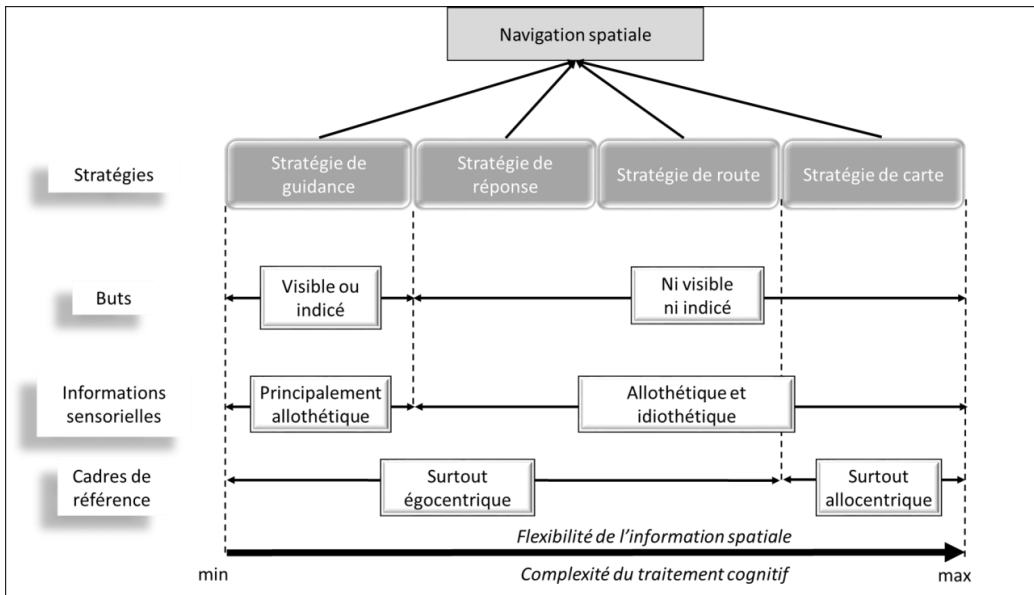 Navigation spatiale
Stratégies
Stratégie de
guidance
Stratégie de
réponse
Stratégie de route
Stratégie de carte
Buts
Visible ou
indicé
Ni visible
ni indicé
Informations
sensorielles
Principalement
allothétique
Allothétique et
idiothétique
Cadres de
référence
Surtout
égocentrique
Surtout
allocentrique
Flexibilité de l'information spatiale
min
Complexité du traitement cognitif
max